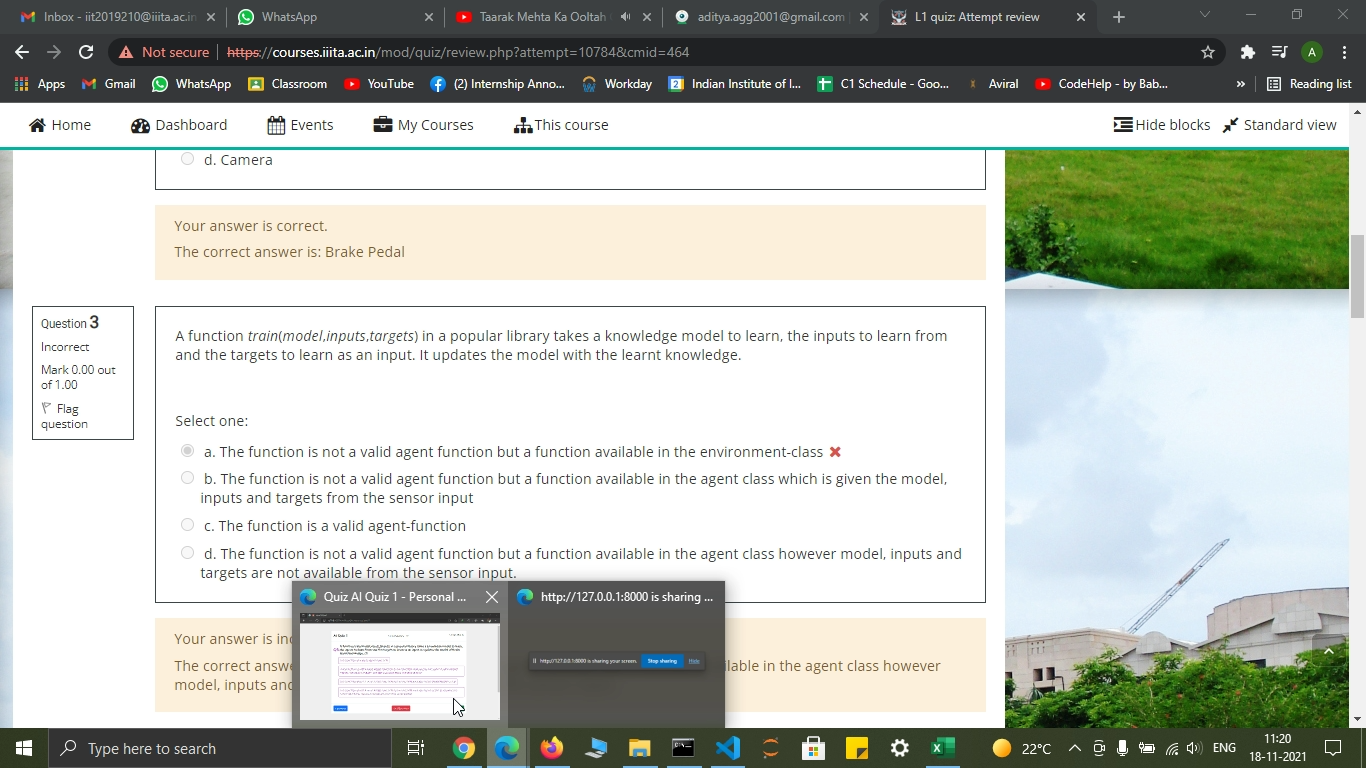 Inbox - iit2019210@iiita.ac.in
WhatsApp
Taarak Mehta Ka Ooltah
aditya.agg2001@gmail.com
L1 quiz: Attempt review
Not secure
https://courses.iiita.ac.in/mod/quiz/review.php?attempt=10784&cmid=464
A
Apps
Gmail
WhatsApp
Classroom
YouTube
(2) Internship Anno...
Workday
Indian Institute of I...
C1 Schedule - Goo...
Aviral
CodeHelp - by Bab...
»
Reading list
Home
Dashboard
Events
My Courses
This course
Hide blocks
Standard view
d. Camera
Your answer is correct.
The correct answer is: Brake Pedal
Question 3
Incorrect
Mark 0.00 out
of 1.00
Flag
question
A function train(model,inputs,targets) in a popular library takes a knowledge model to learn, the inputs to learn from
and the targets to learn as an input. It updates the model with the learnt knowledge.
Select one:
a. The function is not a valid agent function but a function available in the environment-class
b. The function is not a valid agent function but a function available in the agent class which is given the model,
inputs and targets from the sensor input
c. The function is a valid agent-function
d. The function is not a valid agent function but a function available in the agent class however model, inputs and
targets are not available from the sensor input.
Quiz AI Quiz 1 - Personal ...
http://127.0.0.1:8000 is sharing ...
AI Quiz 1
http://127.0.0.1:8000 is sharing your screen.
Stop sharing
Hide
Your answer is inc
The correct answe
ilable in the agent class however
model, inputs and
Type here to search
22°C
ENG
11:20
18-11-2021